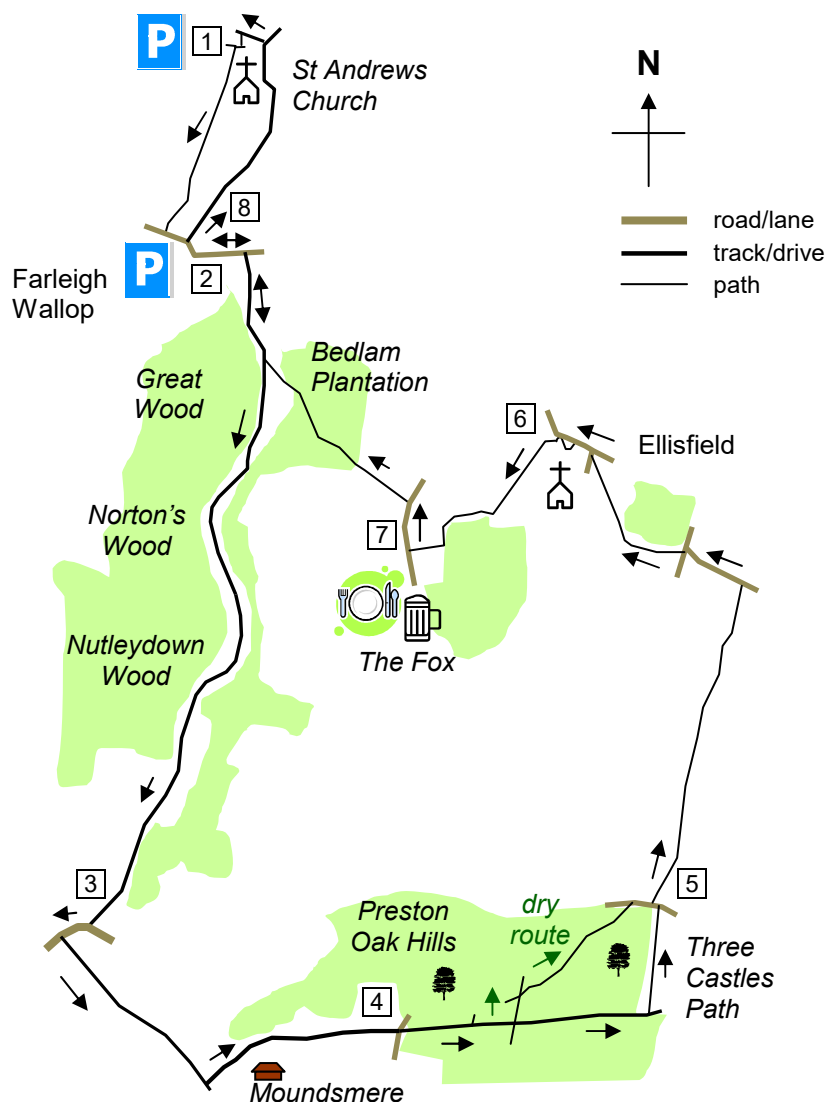 P
1
St Andrews
Church
N
road/lane
track/drive
path
8
P
2
Farleigh
Wallop
Great
Wood
Bedlam
Plantation
6
Ellisfield
Norton's
Wood
7
Nutleydown
Wood
The Fox
3
Preston
Oak Hills
dry
route
5
Three
Castles
Path
4
Moundsmere